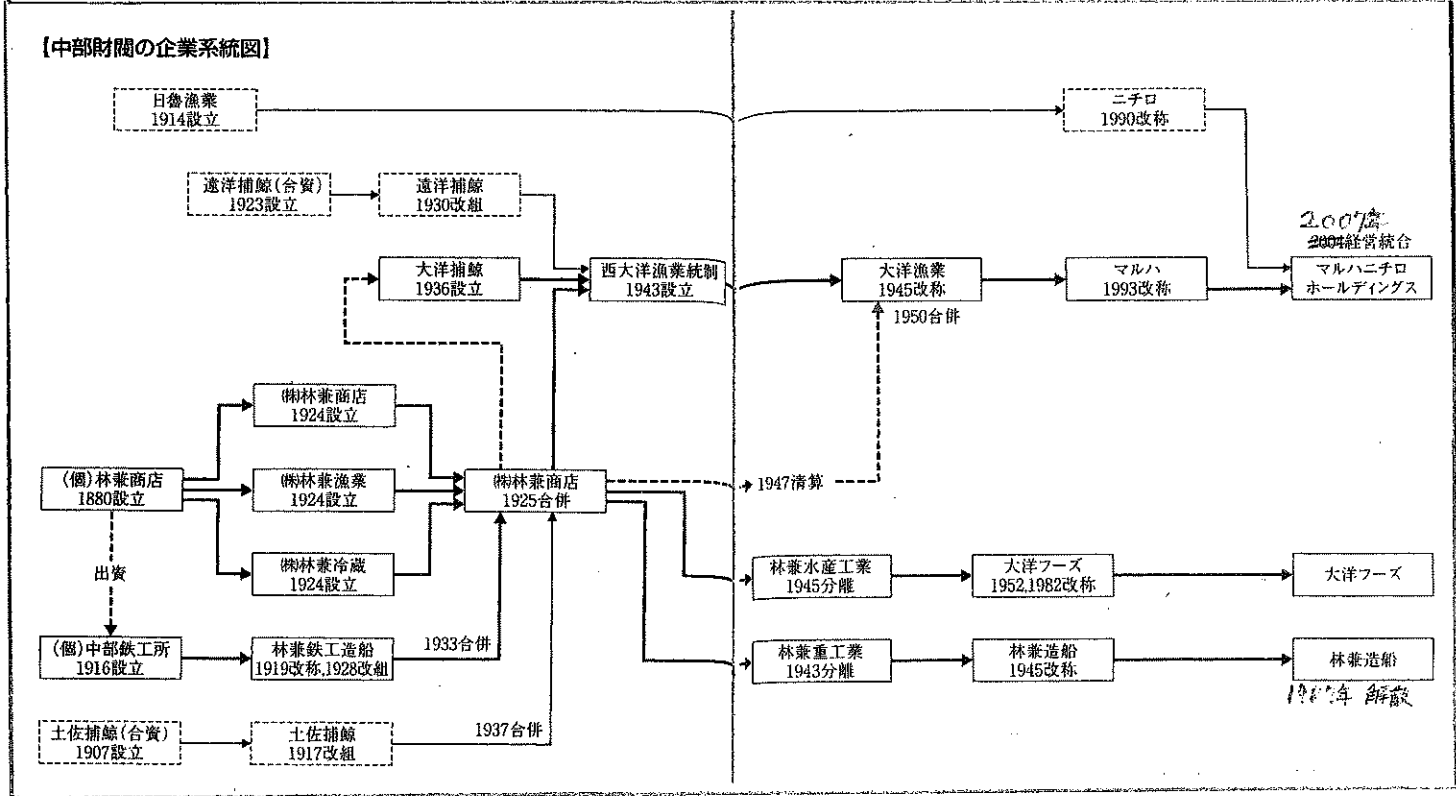 【中部財閥の企業系統図】
日魯漁業
1914設立
ニチロ
1990改称
遠洋捕鯨(合資)
1923設立
遠洋捕鯨
1930改組
大洋捕鯨
1936設立
西大洋漁業統制
1943設立
大洋漁業
1945改称
マルハ
1993改称
2007年
2004経営統合
マルハニチロ
ホールディングス
1950合併
㈱林兼商店
1924設立
(個)林兼商店
1880設立
㈱林兼漁業
1924設立
㈱林兼商店
1925合併
1947清算
出資
㈱林兼冷蔵
1924設立
林兼水産工業
1945分離
大洋フーズ
1952,1982改称
大洋フーズ
(個)中部鉄工所
1916設立
林兼鉄工造船
1919改称,1928改組
1933合併
林兼重工業
1943分離
林兼造船
1945改称
林兼造船
年 解散
土佐捕鯨(合資)
1907設立
土佐捕鯨
1917改組
1937合併